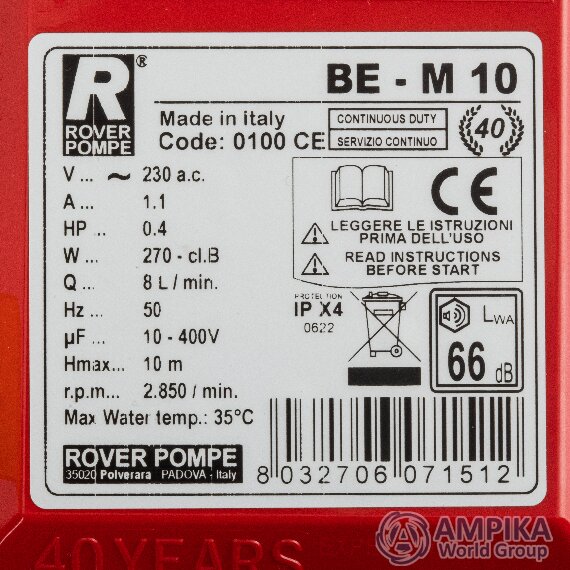 R®
ROVER
POMPE
BE - M 10
Made in italy
Code: 0100 CE
CONTINUOUS DUTY
SERVIZIO CONTINUO
40
V ... ~ 230 a.c.
A ... 1.1
HP ... 0.4
W ... 270 - cl.B
Q ... 8 L / min.
Hz ... 50
µF ... 10 - 400V
Hmax... 10 m
r.p.m ... 2.850 / min.
Max Water temp.: 35°C
CE
LEGGERE LE ISTRUZIONI
PRIMA DELL'USO
READ INSTRUCTIONS
BEFORE START
PROTECTION
IP X4
0622
LWA
66 dB
ROVER POMPE
35020 Polverara PADOVA - Italy
8 032706 071512
40 YEARS
AMPIKA
World Group